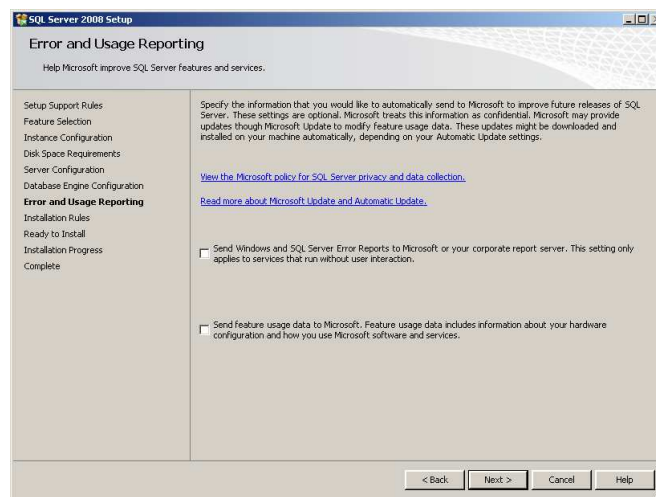 SQL Server 2008 Setup
Error and Usage Reporting
Help Microsoft improve SQL Server features and services.
Setup Support Rules
Feature Selection
Instance Configuration
Disk Space Requirements
Server Configuration
Database Engine Configuration
Error and Usage Reporting
Installation Rules
Ready to Install
Installation Progress
Complete
Specify the information that you would like to automatically send to Microsoft to improve future releases of SQL
Server. These settings are optional. Microsoft treats this information as confidential. Microsoft may provide
updates though Microsoft Update to modify feature usage data. These updates might be downloaded and
installed on your machine automatically, depending on your Automatic Update settings.
View the Microsoft policy for SQL Server privacy and data collection.
Read more about Microsoft Update and Automatic Update.
Send Windows and SQL Server Error Reports to Microsoft or your corporate report server. This setting only
applies to services that run without user interaction.
Send feature usage data to Microsoft. Feature usage data includes information about your hardware
configuration and how you use Microsoft software and services.
< Back
Next >
Cancel
Help